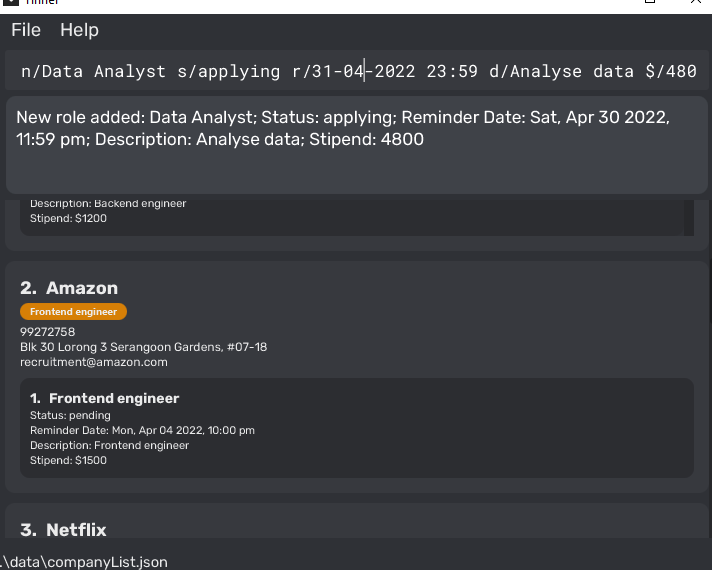 Tinner
File Help
n/Data Analyst s/applying r/31-04-2022 23:59 d/Analyse data $/480
New role added: Data Analyst; Status: applying; Reminder Date: Sat, Apr 30 2022,
11:59 pm; Description: Analyse data; Stipend: 4800
Description: Backend engineer
Stipend: $1200
2. Amazon
Frontend engineer
99272758
Blk 30 Lorong 3 Serangoon Gardens, #07-18
recruitment@amazon.com
1. Frontend engineer
Status: pending
Reminder Date: Mon, Apr 04 2022, 10:00 pm
Description: Frontend engineer
Stipend: $1500
3. Netflix
.\data\companyList.json